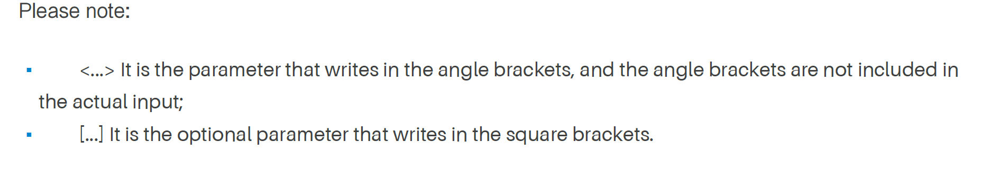 Please note:
▪ <...> It is the parameter that writes in the angle brackets, and the angle brackets are not included in
the actual input;
▪ [...] It is the optional parameter that writes in the square brackets.